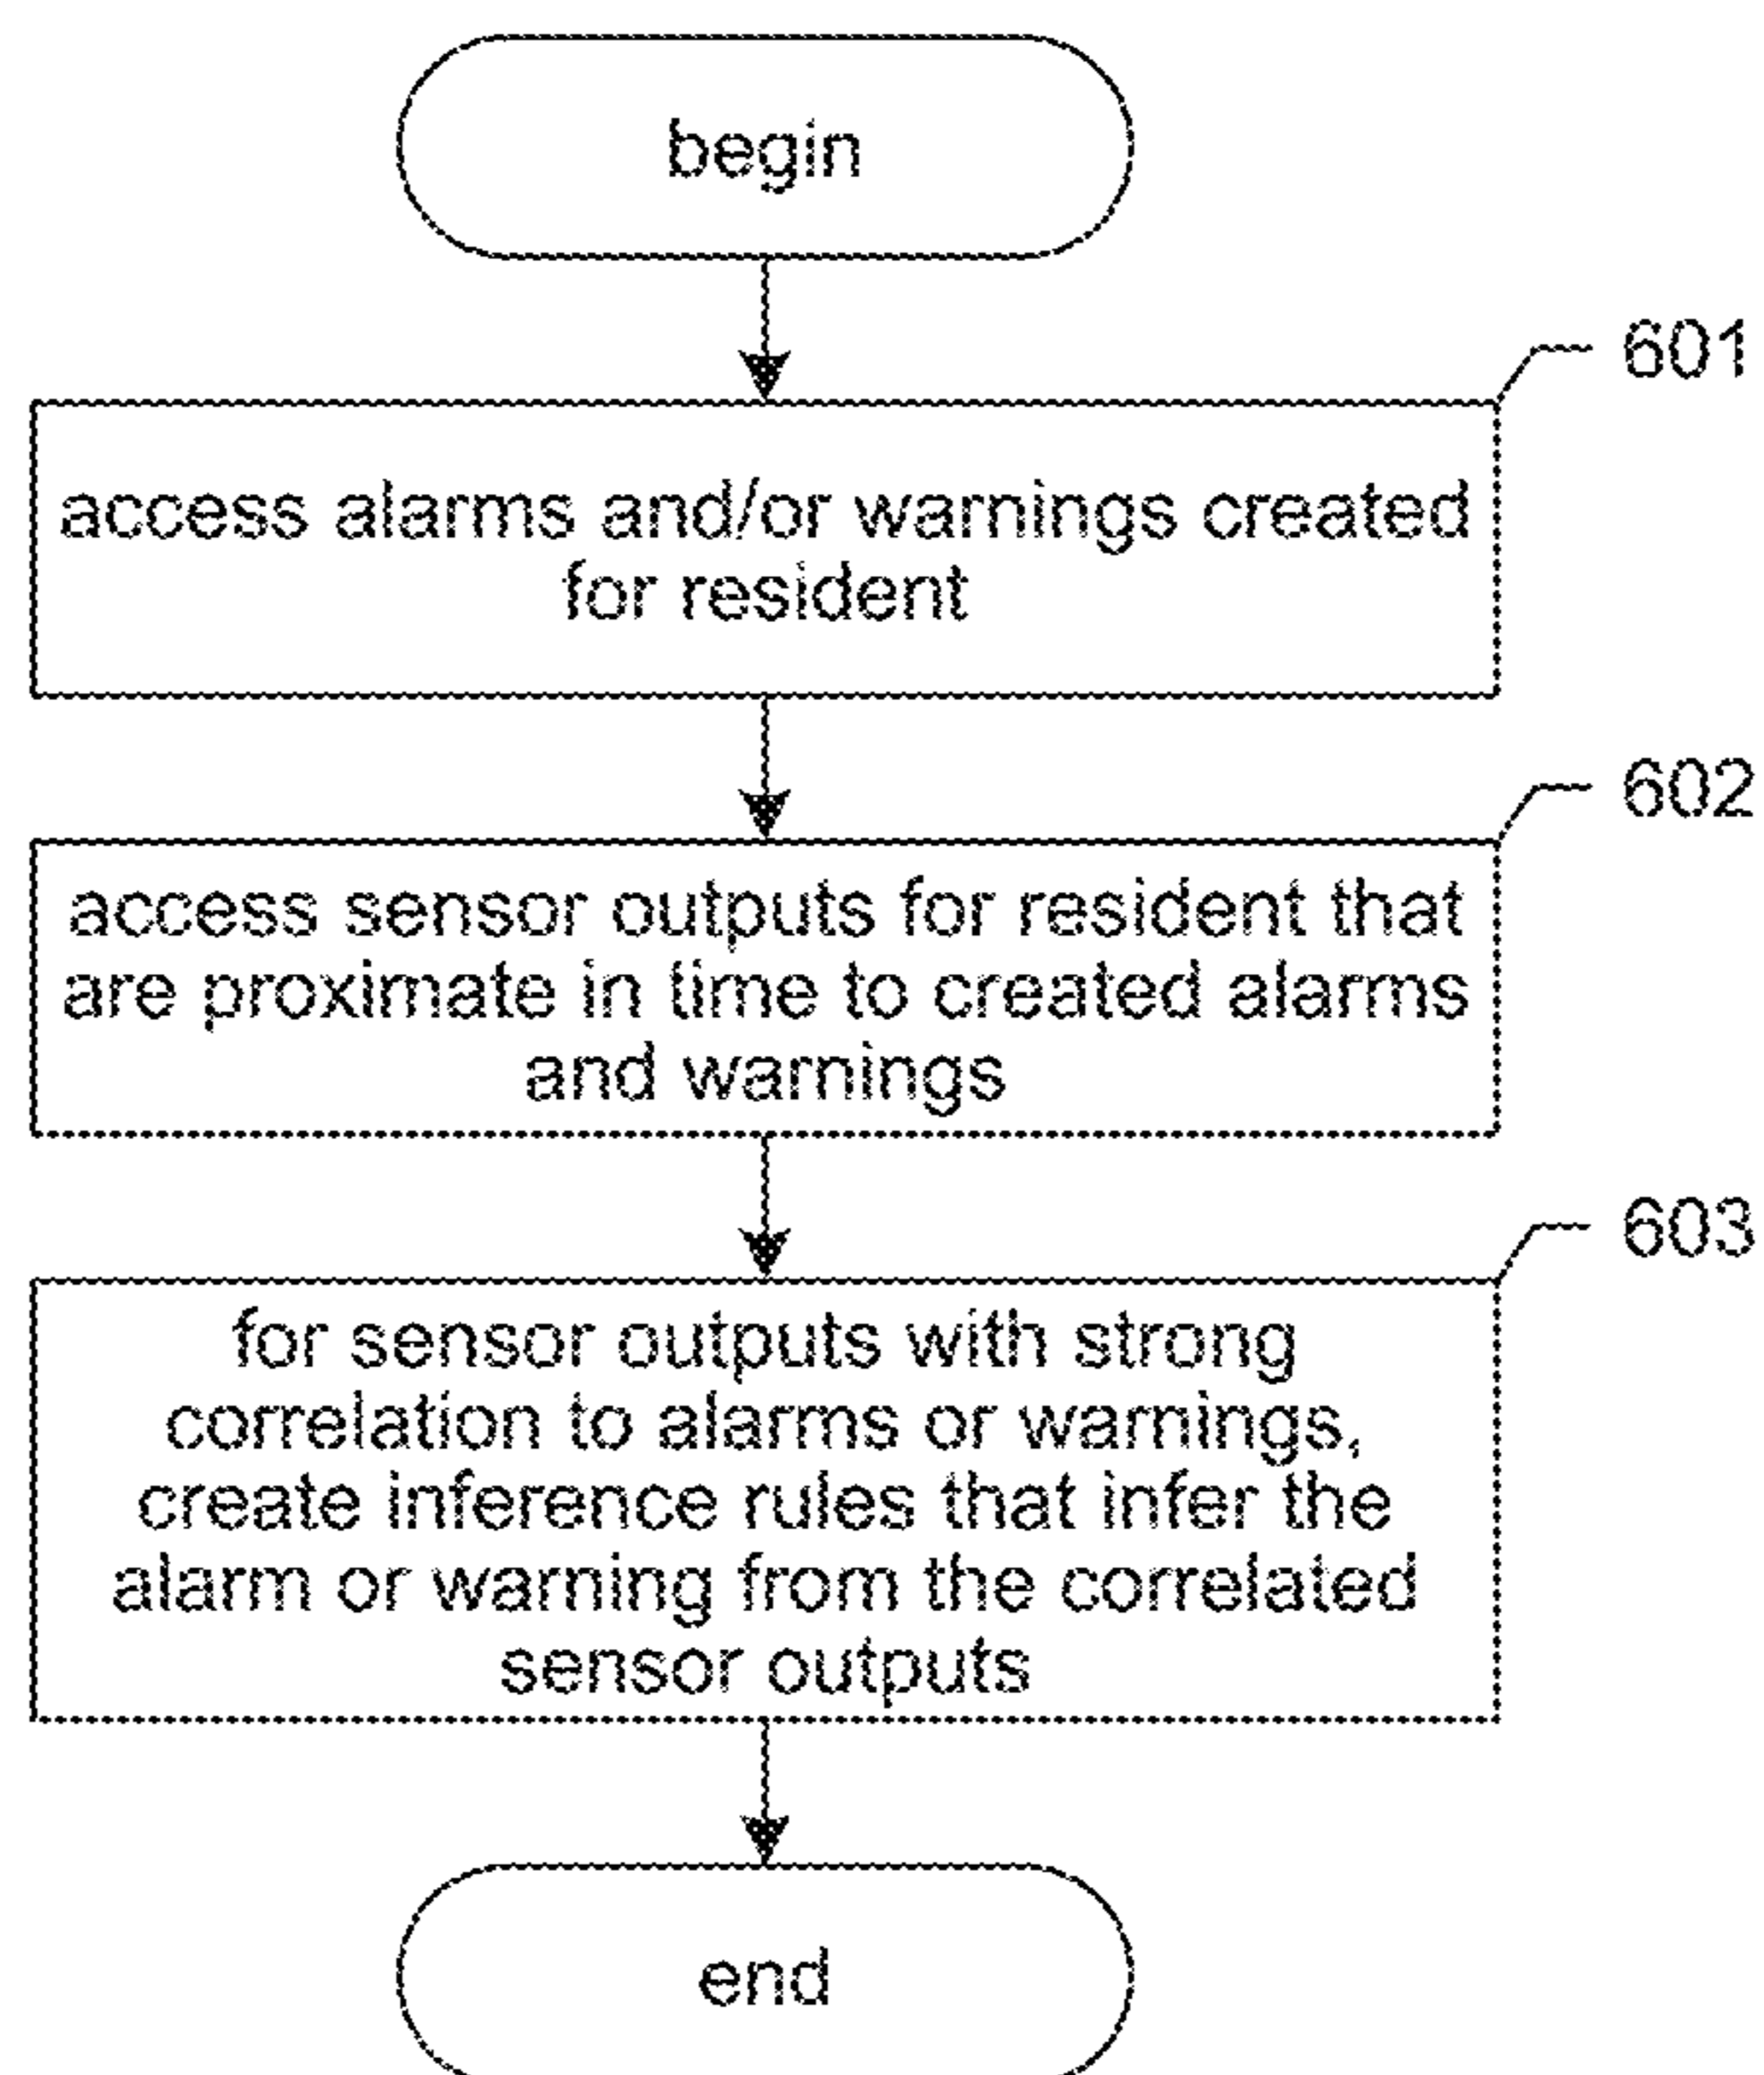 begin
601
access alarms and/or warnings created
for resident
602
access sensor outputs for resident that
are proximate in time to created alarms
and warnings
603
for sensor outputs with strong
correlation to alarms or warnings,
create inference rules that infer the
alarm or warning from the correlated
sensor outputs
end